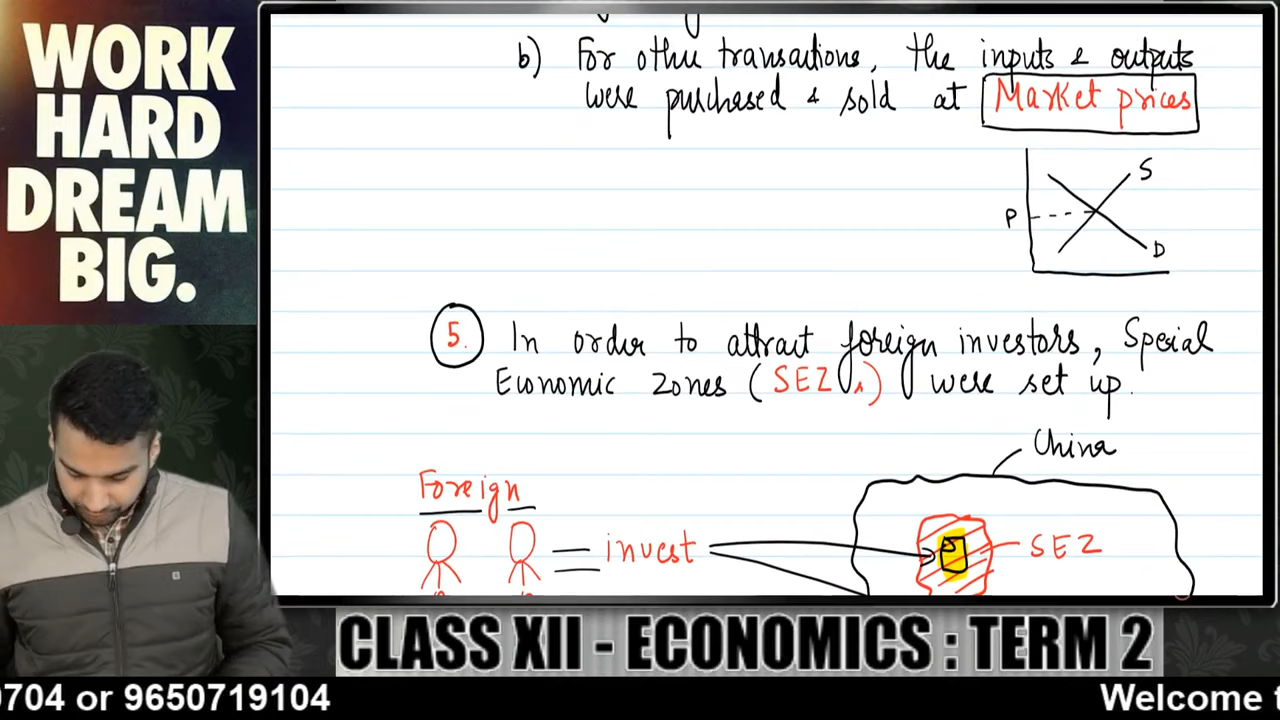 WORK
HARD
DREAM
BIG.
b) For other transactions, the inputs & outputs
were purchased & sold at Market prices
S
P
D
5. In order to attract foreign investors, Special
Economic Zones (SEZs) were set up.
China
Foreign
invest
SEZ
CLASS XII - ECONOMICS : TERM 2
0704 or 9650719104
Welcome t